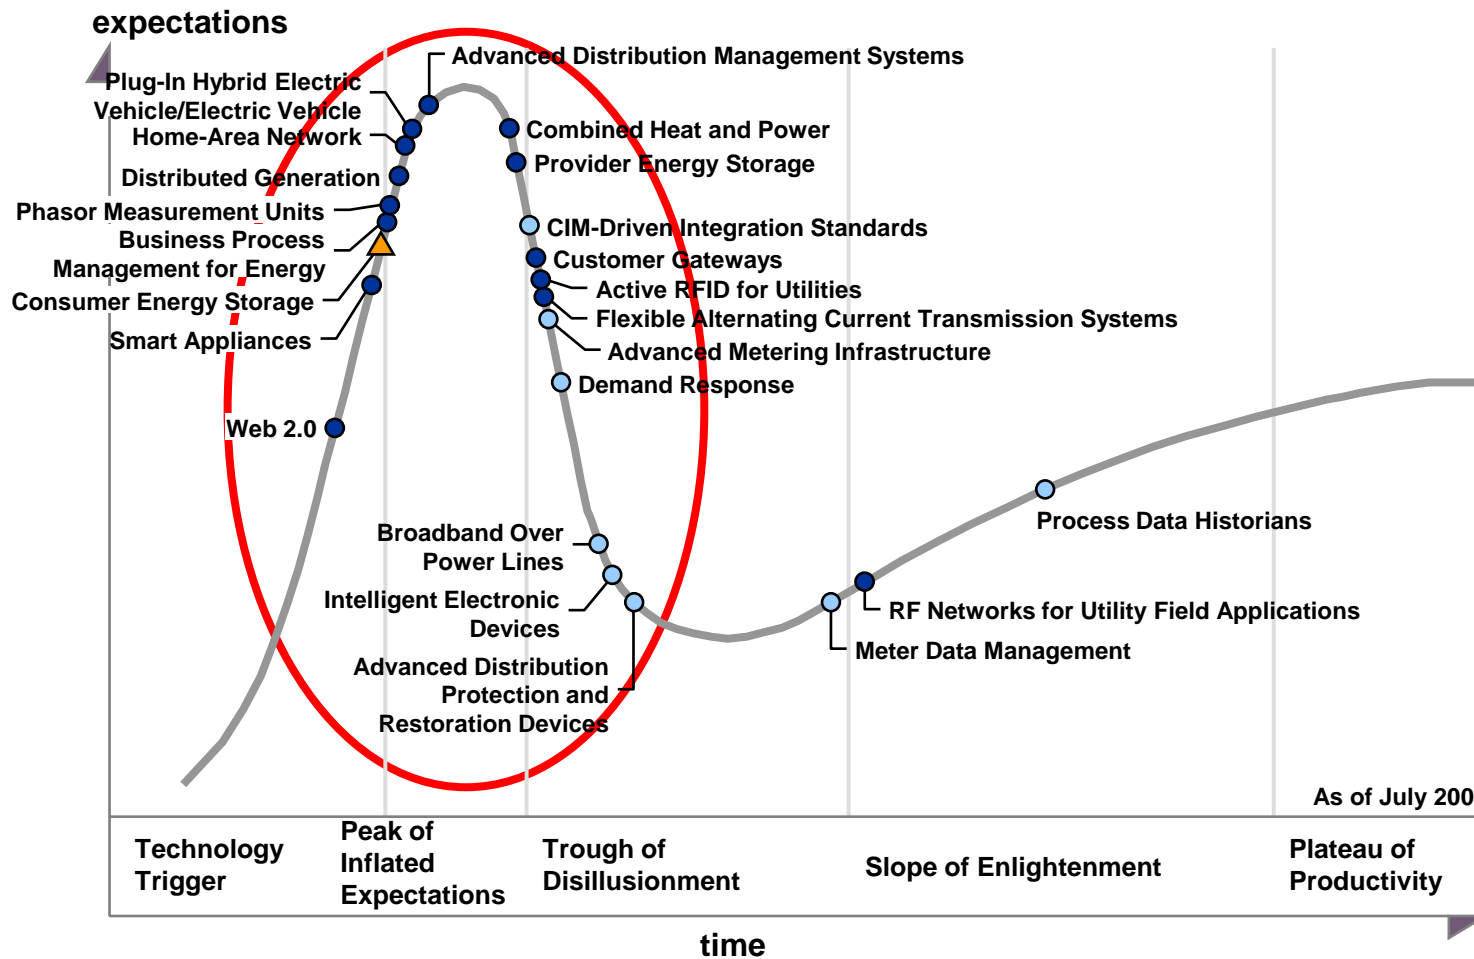 expectations
Advanced Distribution Management Systems
Plug-In Hybrid Electric
Vehicle/Electric Vehicle
Home-Area Network
Combined Heat and Power
Provider Energy Storage
Distributed Generation
Phasor Measurement Units
Business Process
Management for Energy
Consumer Energy Storage
Smart Appliances
CIM-Driven Integration Standards
Customer Gateways
Active RFID for Utilities
Flexible Alternating Current Transmission Systems
Advanced Metering Infrastructure
Demand Response
Web 2.0
Broadband Over
Power Lines
Intelligent Electronic
Devices
Advanced Distribution
Protection and
Restoration Devices
Process Data Historians
RF Networks for Utility Field Applications
Meter Data Management
As of July 200
Technology
Trigger
Peak of
Inflated
Expectations
Trough of
Disillusionment
Slope of Enlightenment
Plateau of
Productivity
time